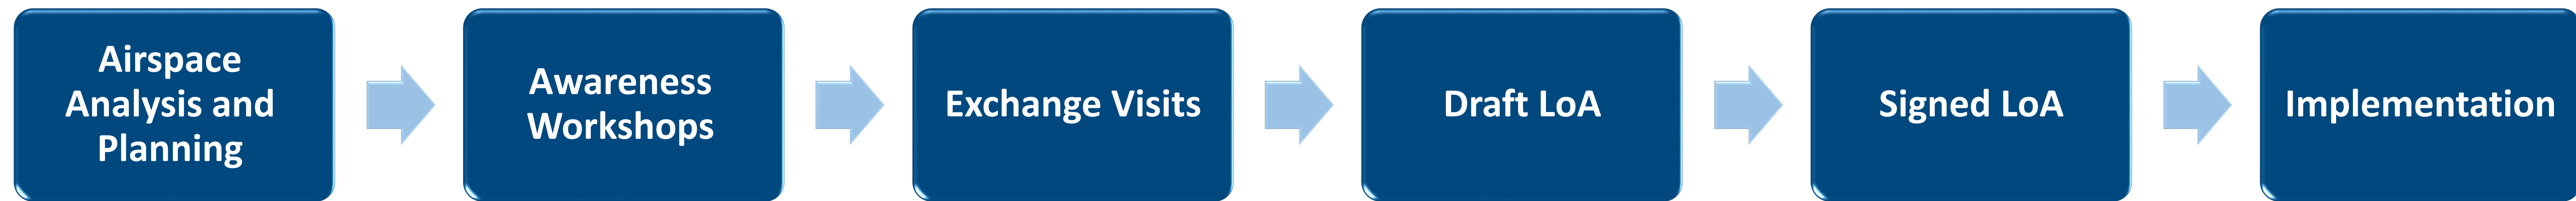 Airspace
Analysis and
Planning
Awareness
Workshops
Exchange Visits
Draft LoA
Signed LoA
Implementation